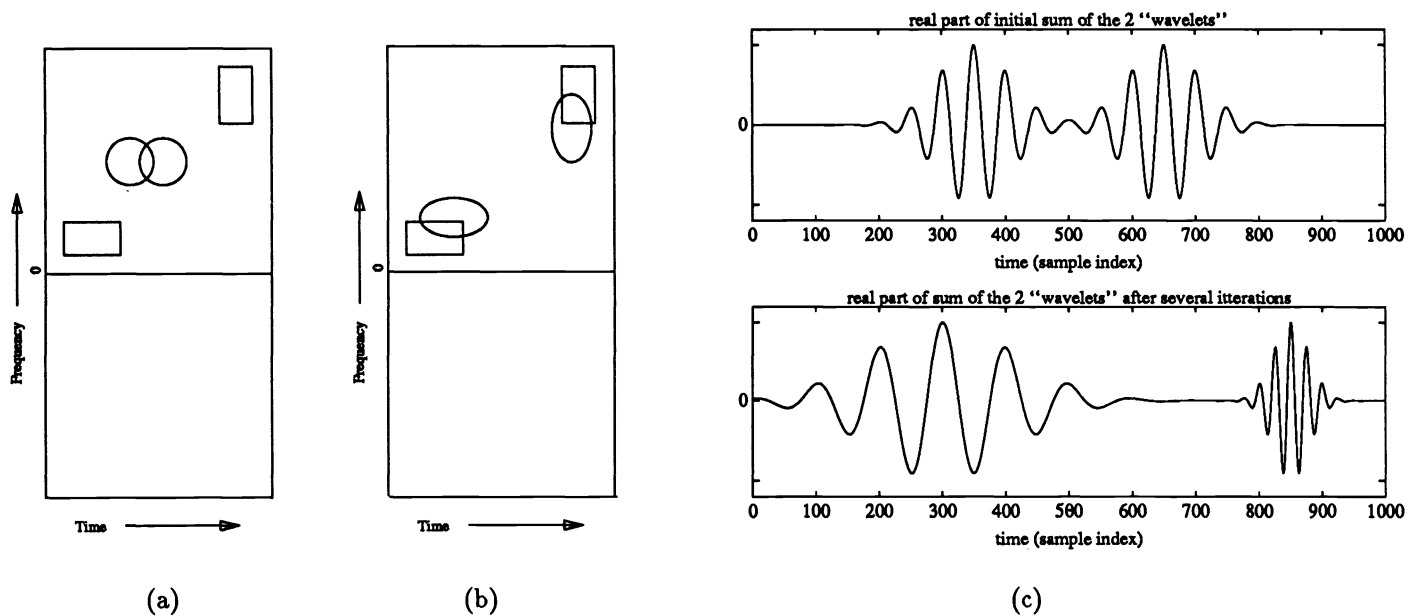 0
Frequency
Time
(a)
0
Frequency
Time
(b)
real part of initial sum of the 2 “wavelets”
0
0 100 200 300 400 500 600 700 800 900 1000
time (sample index)
real part of sum of the 2 “wavelets” after several itterations
0
0 100 200 300 400 500 600 700 800 900 1000
time (sample index)
(c)